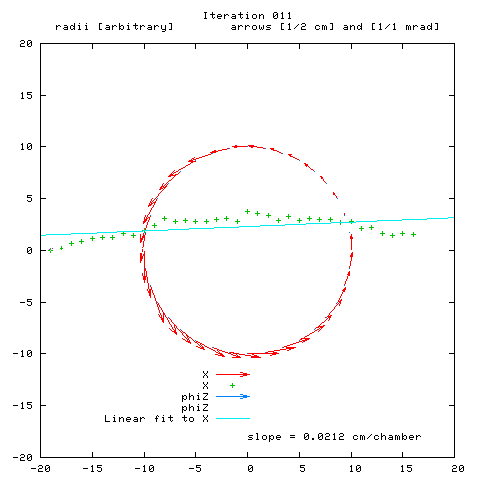 Iteration 011
radii [arbitrary] arrows [1/2 cm] and [1/1 mrad]
20
15
10
5
0
-5
-10
-15
-20
X
X
phiZ
phiZ
Linear fit to X
slope = 0.0212 cm/chamber
-20 -15 -10 -5 0 5 10 15 20